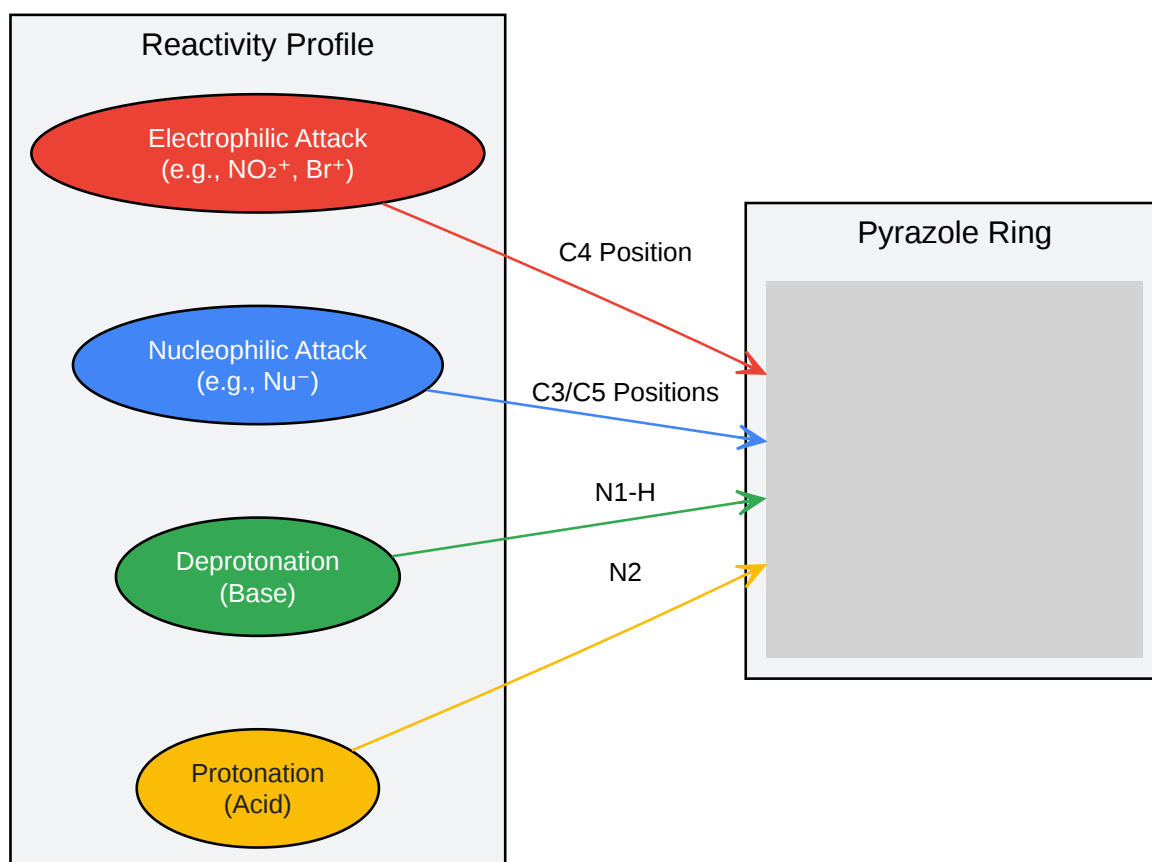 Reactivity Profile
Electrophilic Attack
(e.g., NO₂⁺, Br⁺)
C4 Position
Pyrazole Ring
Nucleophilic Attack
(e.g., Nu⁻)
C3/C5 Positions
N1-H
Deprotonation
(Base)
N2
Protonation
(Acid)